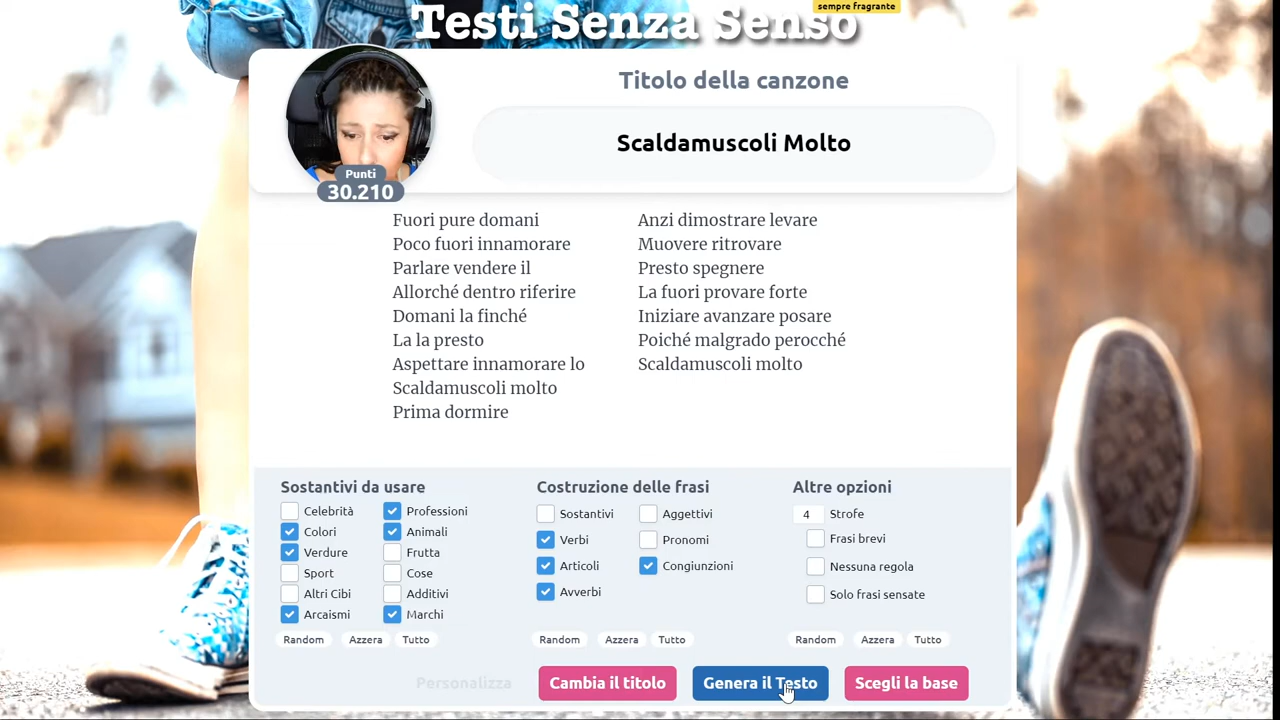 sempre fragrante
Testi Senza Senso
Titolo della canzone
Scaldamuscoli Molto
Punti
30.210
Fuori pure domani
Poco fuori innamorare
Parlare vendere il
Allorché dentro riferire
Domani la finché
La la presto
Aspettare innamorare lo
Scaldamuscoli molto
Prima dormire
Anzi dimostrare levare
Muovere ritrovare
Presto spegnere
La fuori provare forte
Iniziare avanzare posare
Poiché malgrado perocché
Scaldamuscoli molto
Sostantivi da usare
Celebrità
Professioni
Colori
Animali
Verdure
Frutta
Sport
Cose
Altri Cibi
Additivi
Arcaismi
Marchi
Random
Azzera
Tutto
Costruzione delle frasi
Sostantivi
Aggettivi
Verbi
Pronomi
Articoli
Congiunzioni
Avverbi
Random
Azzera
Tutto
Altre opzioni
4
Strofe
Frasi brevi
Nessuna regola
Solo frasi sensate
Random
Azzera
Tutto
Personalizza
Cambia il titolo
Genera il Testo
Scegli la base